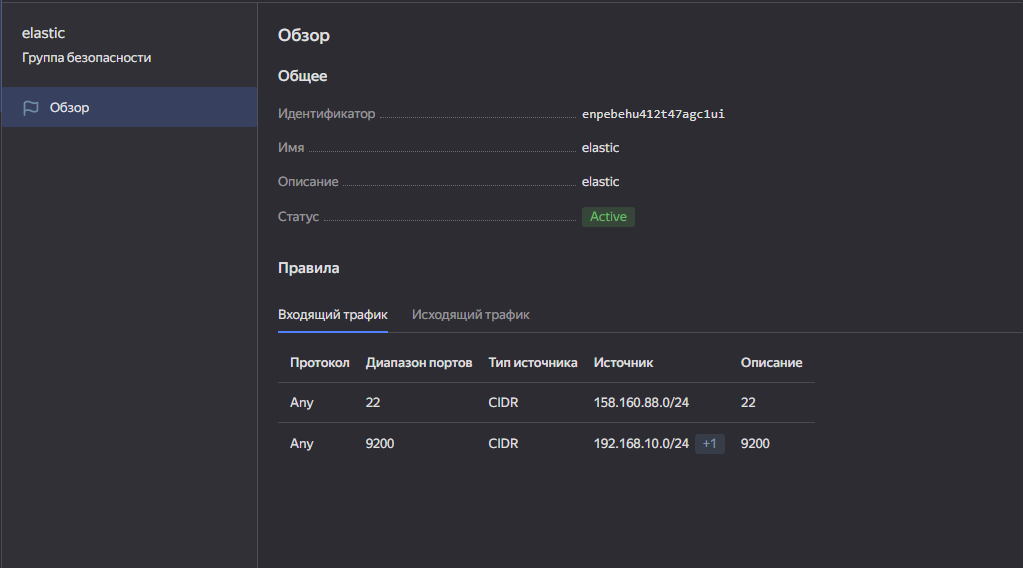 elastic
Группа безопасности
Обзор
Обзор
Общее
Идентификатор enpebehu412t47agc1ui
Имя elastic
Описание elastic
Статус Active
Правила
Входящий трафик Исходящий трафик
Протокол Диапазон портов Тип источника Источник Описание
Any 22 CIDR 158.160.88.0/24 22
Any 9200 CIDR 192.168.10.0/24 +1 9200